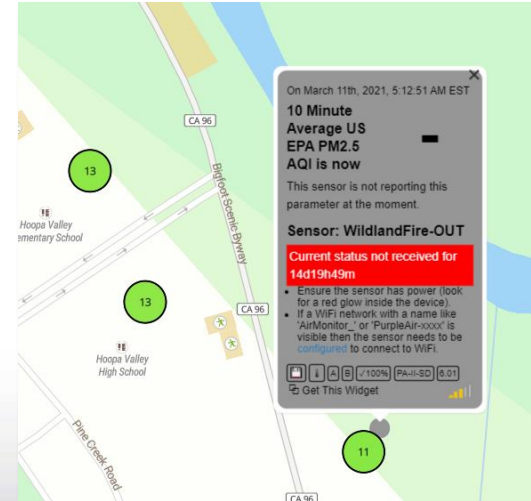 CA 96
13
Bigfoot Scenic Byway
Hoopa Valley
ementary School
13
CA 96
Hoopa Valley
High School
Pine Creek Road
11
CA 96
×
On March 11th, 2021, 5:12:51 AM EST
10 Minute
Average US
EPA PM2.5
AQI is now
-
This sensor is not reporting this
parameter at the moment.
Sensor: WildlandFire-OUT
Current status not received for
14d19h49m
• Ensure the sensor has power (look
for a red glow inside the device).
• If a WiFi network with a name like
'AirMonitor_' or 'PurpleAir-xxxx' is
visible then the sensor needs to be
configured to connect to WiFi.
A B √100% PA-II-SD 6.01
Get This Widget